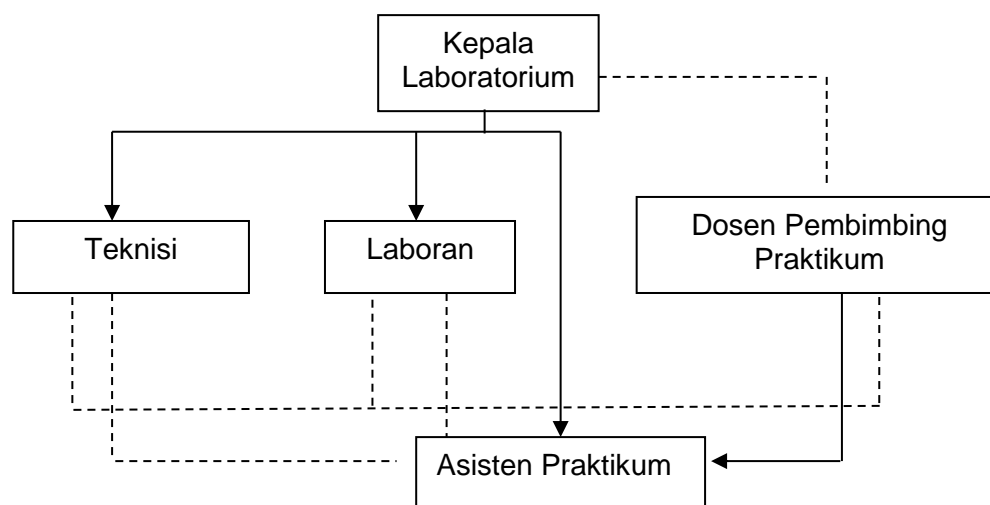 Kepala
Laboratorium
Teknisi
Laboran
Dosen Pembimbing
Praktikum
Asisten Praktikum